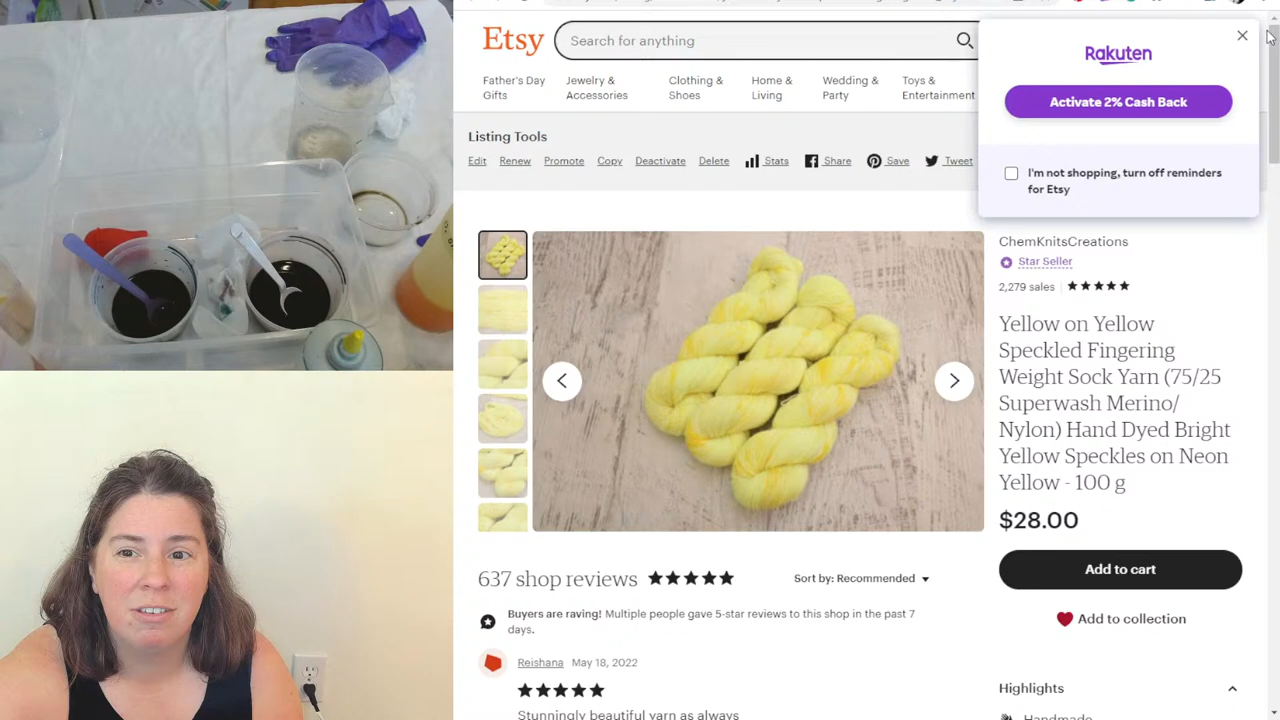 Etsy
Search for anything
Father's Day Gifts
Jewelry & Accessories
Clothing & Shoes
Home & Living
Wedding & Party
Toys & Entertainment
Listing Tools
Edit Renew Promote Copy Deactivate Delete Stats Share Save Tweet
Rakuten
Activate 2% Cash Back
I'm not shopping, turn off reminders
for Etsy
ChemKnitsCreations
Star Seller
2,279 sales
Yellow on Yellow
Speckled Fingering
Weight Sock Yarn (75/25
Superwash Merino/
Nylon) Hand Dyed Bright
Yellow Speckles on Neon
Yellow - 100 g
$28.00
Add to cart
Add to collection
Highlights
Handmade
637 shop reviews
Sort by: Recommended
Buyers are raving! Multiple people gave 5-star reviews to this shop in the past 7
days.
Reishana May 18, 2022
Stunningly beautiful yarn as always